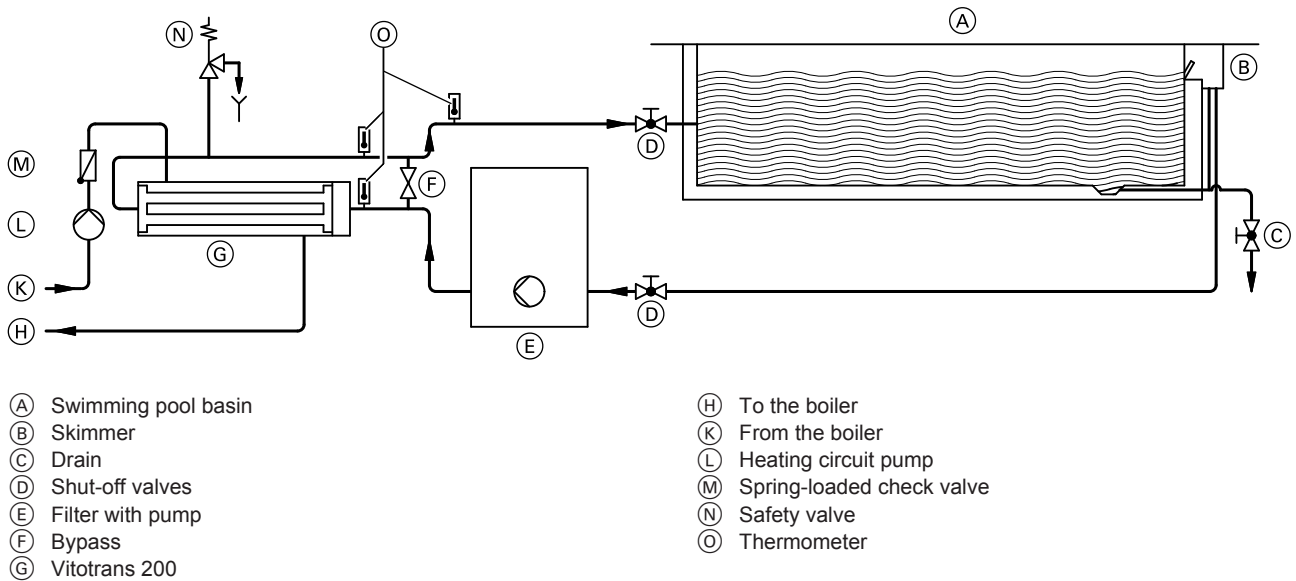 A
N
O
B
M
D
F
L
G
C
K
D
H
E
A Swimming pool basin
B Skimmer
C Drain
D Shut-off valves
E Filter with pump
F Bypass
G Vitotrans 200
H To the boiler
K From the boiler
L Heating circuit pump
M Spring-loaded check valve
N Safety valve
O Thermometer